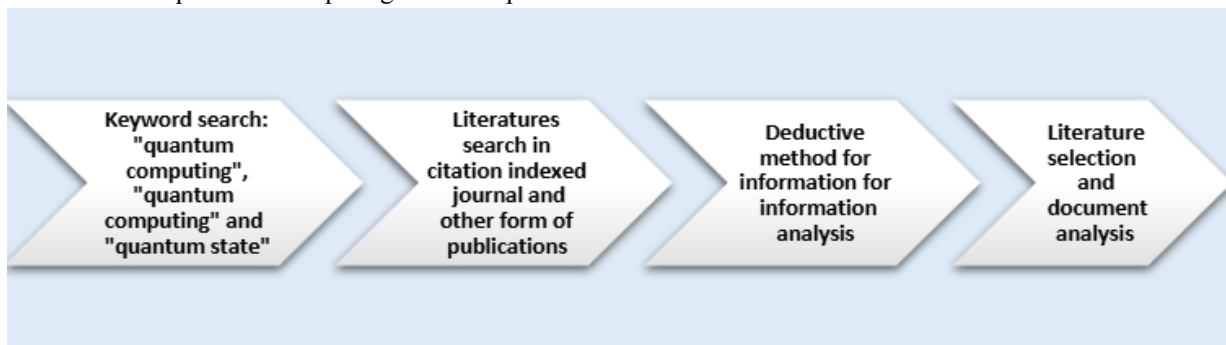 Keyword search:
"quantum
computing",
"quantum
computing" and
"quantum state"
Literatures
search in
citation indexed
journal and
other form of
publications
Deductive
method for
information for
information
analysis
Literature
selection
and
document
analysis